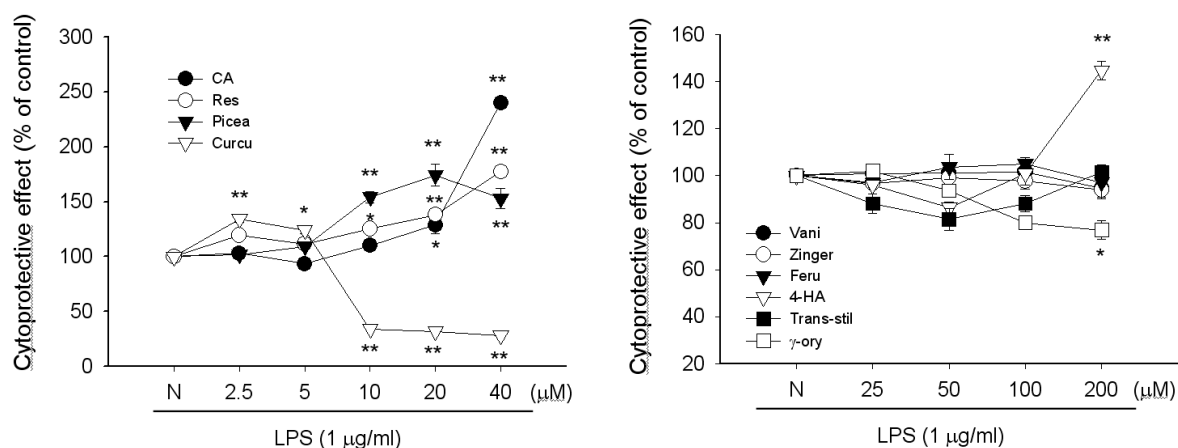 Cytoprotective effect (% of control)
300
250
200
150
100
50
0
CA
Res
Picea
Curcu
**
*
**
*
**
**
*
**
**
**
**
**
**
**
N 2.5 5 10 20 40 (μM)
LPS (1 μg/ml)
Cytoprotective effect (% of control)
160
140
120
100
80
60
40
20
**
*
Vani
Zinger
Feru
4-HA
Trans-stil
γ-ory
N 25 50 100 200 (μM)
LPS (1 μg/ml)